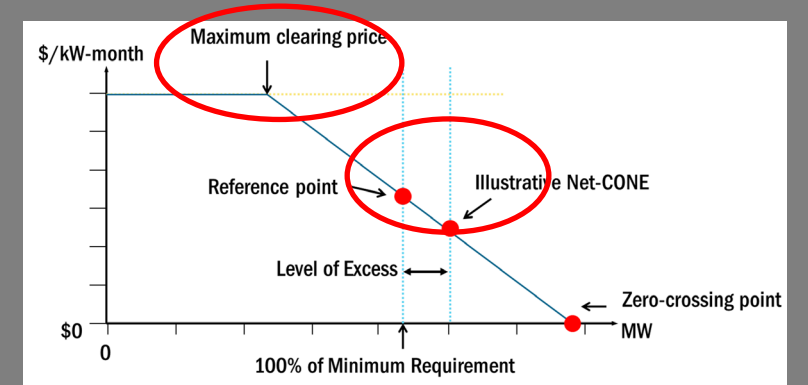 Maximum clearing price
$/kW-month
Reference point
Illustrative Net-CONE
Level of Excess
Zero-crossing point
$0
MW
0
100% of Minimum Requirement